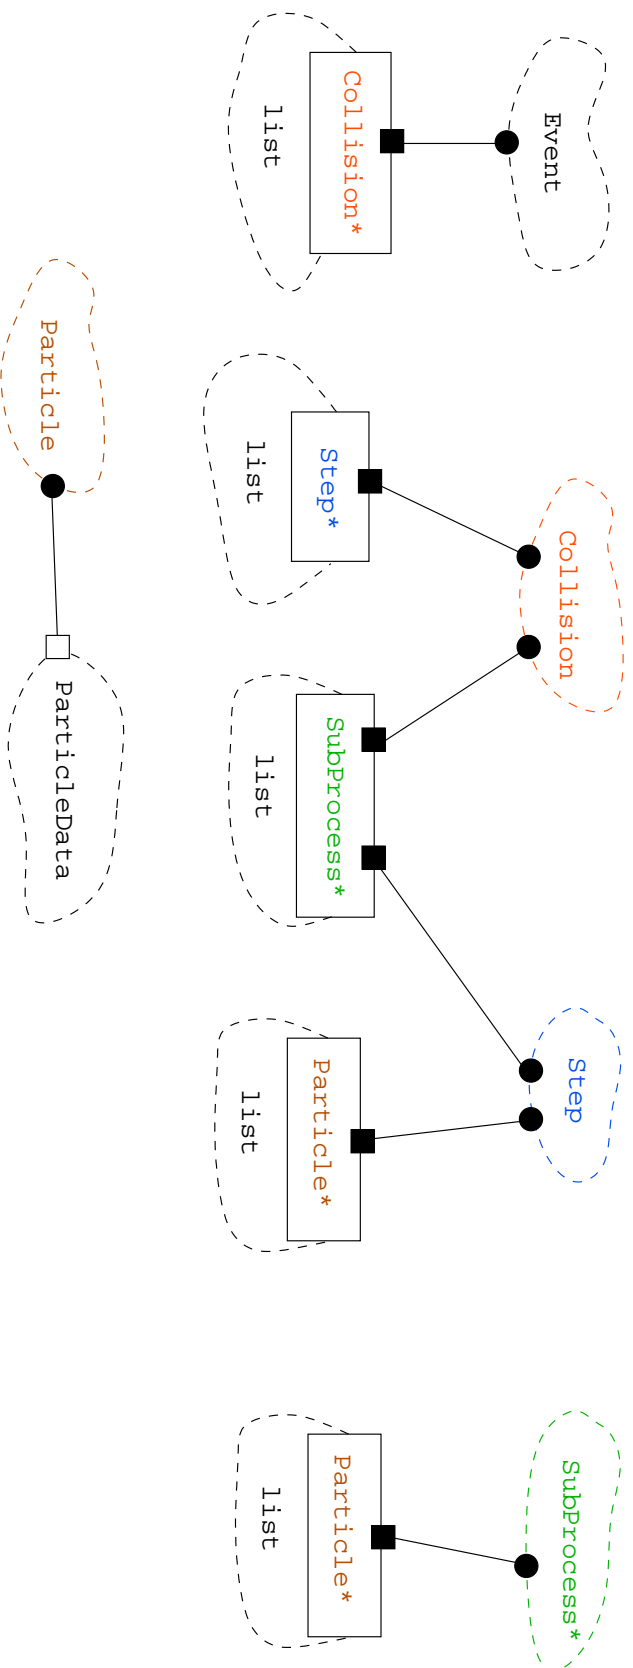 Event
Collision
Step
SubProcess*
Collision*
list
Step*
list
SubProcess*
list
Particle*
list
Particle*
list
Particle
ParticleData